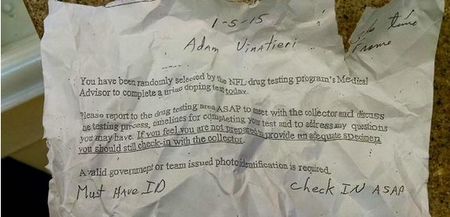 1-5-15
Adam Vinatieri
time
Frame
You have been randomly selected by the NFL drug testing program's Medical
Advisor to complete a urine doping test today.
Please report to the drug testing area ASAP to meet with the collector and discuss
he testing process, timelines for completing your test and to address any questions
you may have. If you feel you are not prepared to provide an adequate specimen,
you should still check-in with the collector.
A valid government or team issued photo identification is required.
Must Have ID
Check IN ASAP